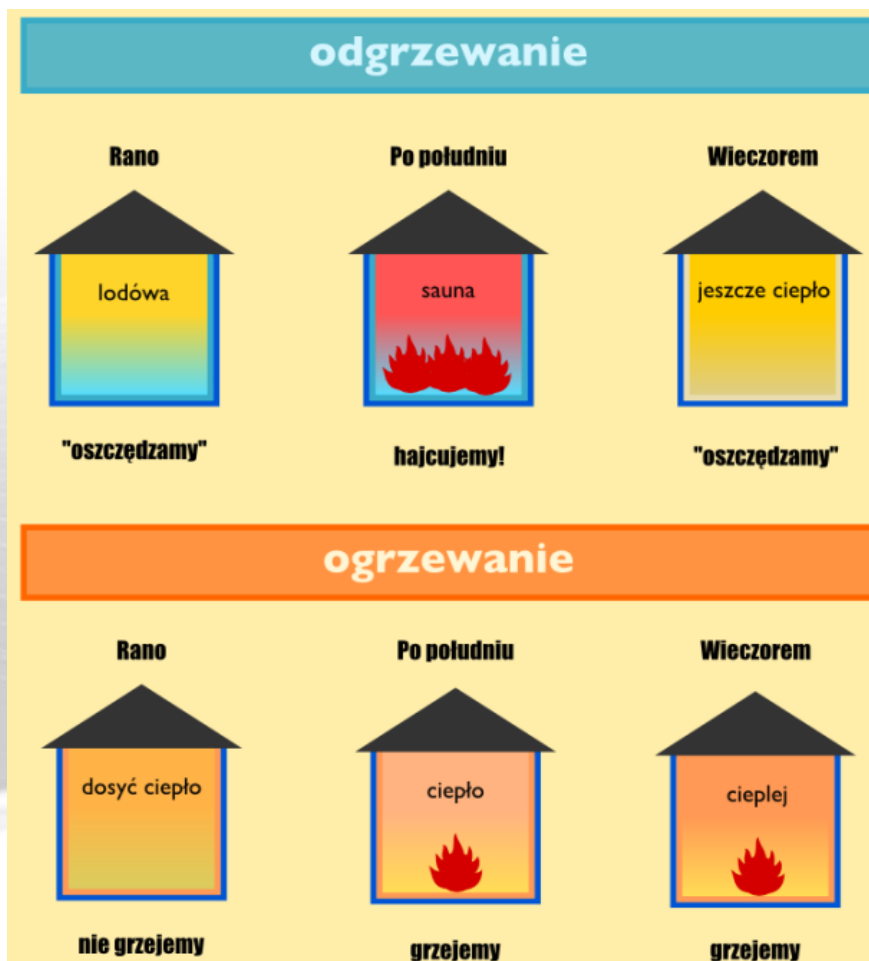 odgrzewanie
Rano Po południu Wieczorem
lodówa sauna jeszcze ciepło
"oszczędzamy" hajcujemy! "oszczędzamy"
ogrzewanie
Rano Po południu Wieczorem
dosyć ciepło ciepło cieplej
nie grzejemy grzejemy grzejemy